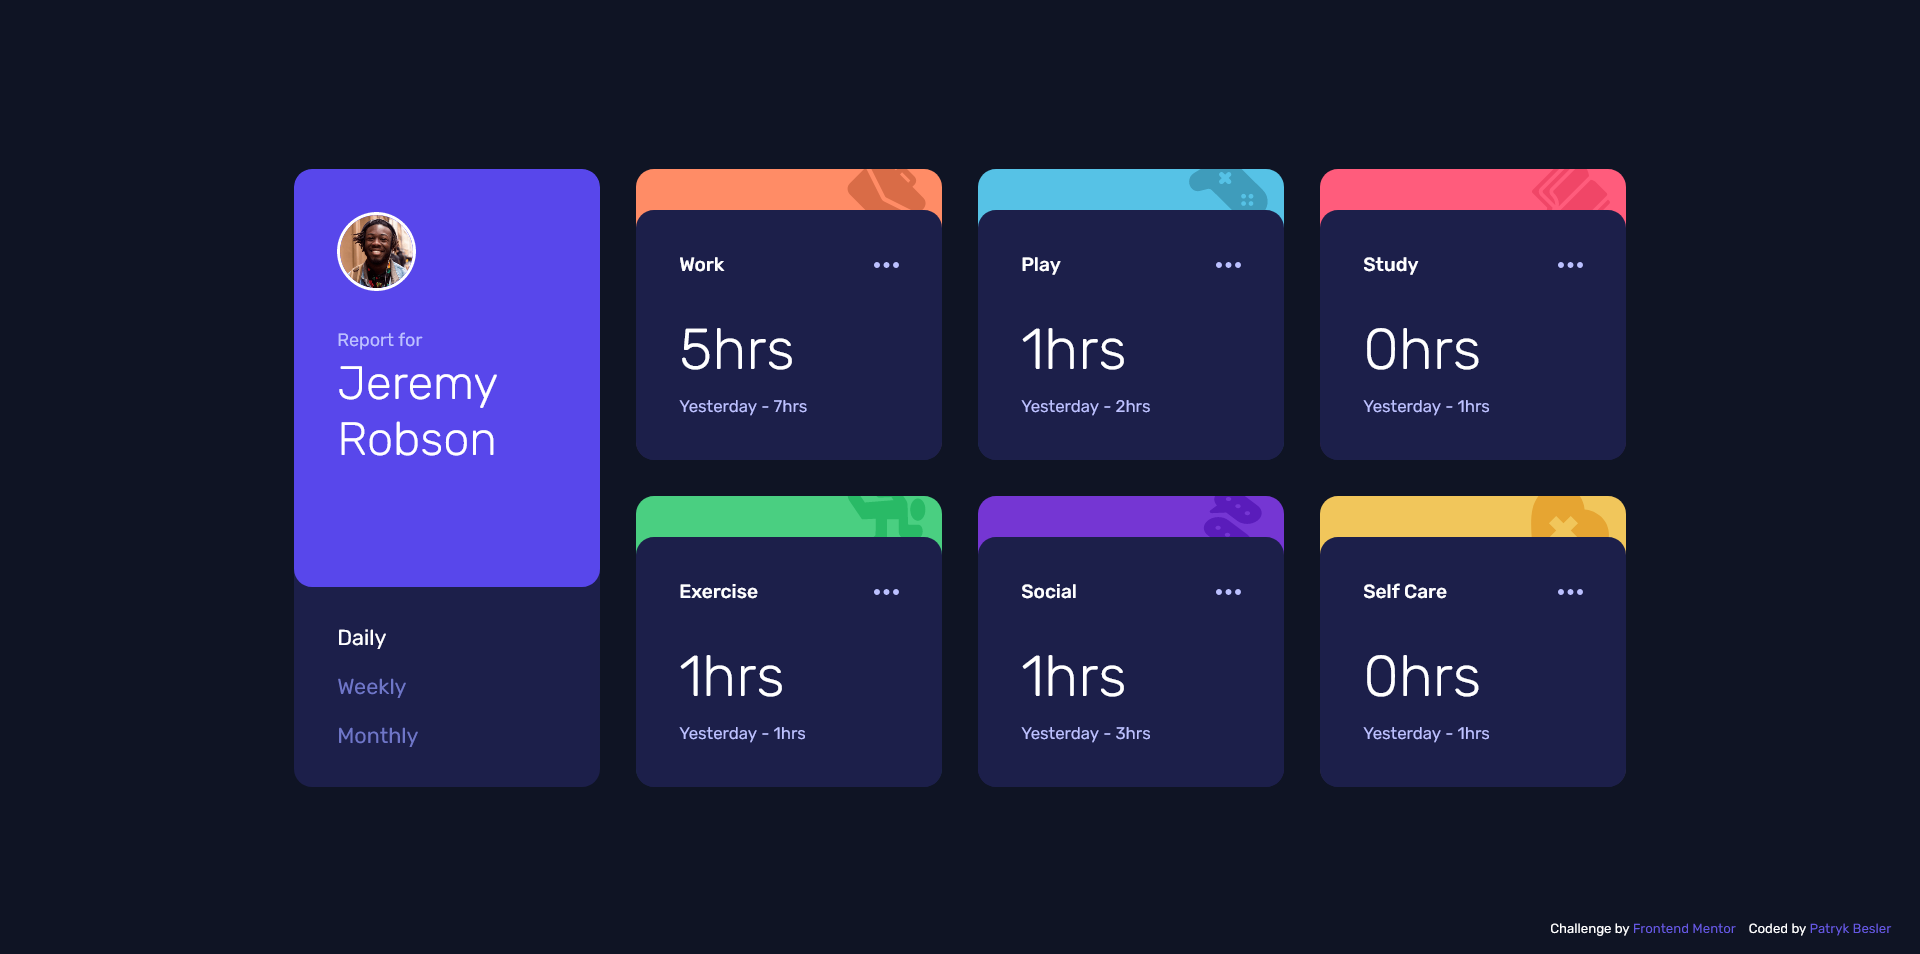 Report for
Jeremy
Robson
Daily
Weekly
Monthly
Work
5hrs
Yesterday - 7hrs
Play
1hrs
Yesterday - 2hrs
Study
0hrs
Yesterday - 1hrs
Exercise
1hrs
Yesterday - 1hrs
Social
1hrs
Yesterday - 3hrs
Self Care
0hrs
Yesterday - 1hrs
Challenge by Frontend Mentor Coded by Patryk Besler